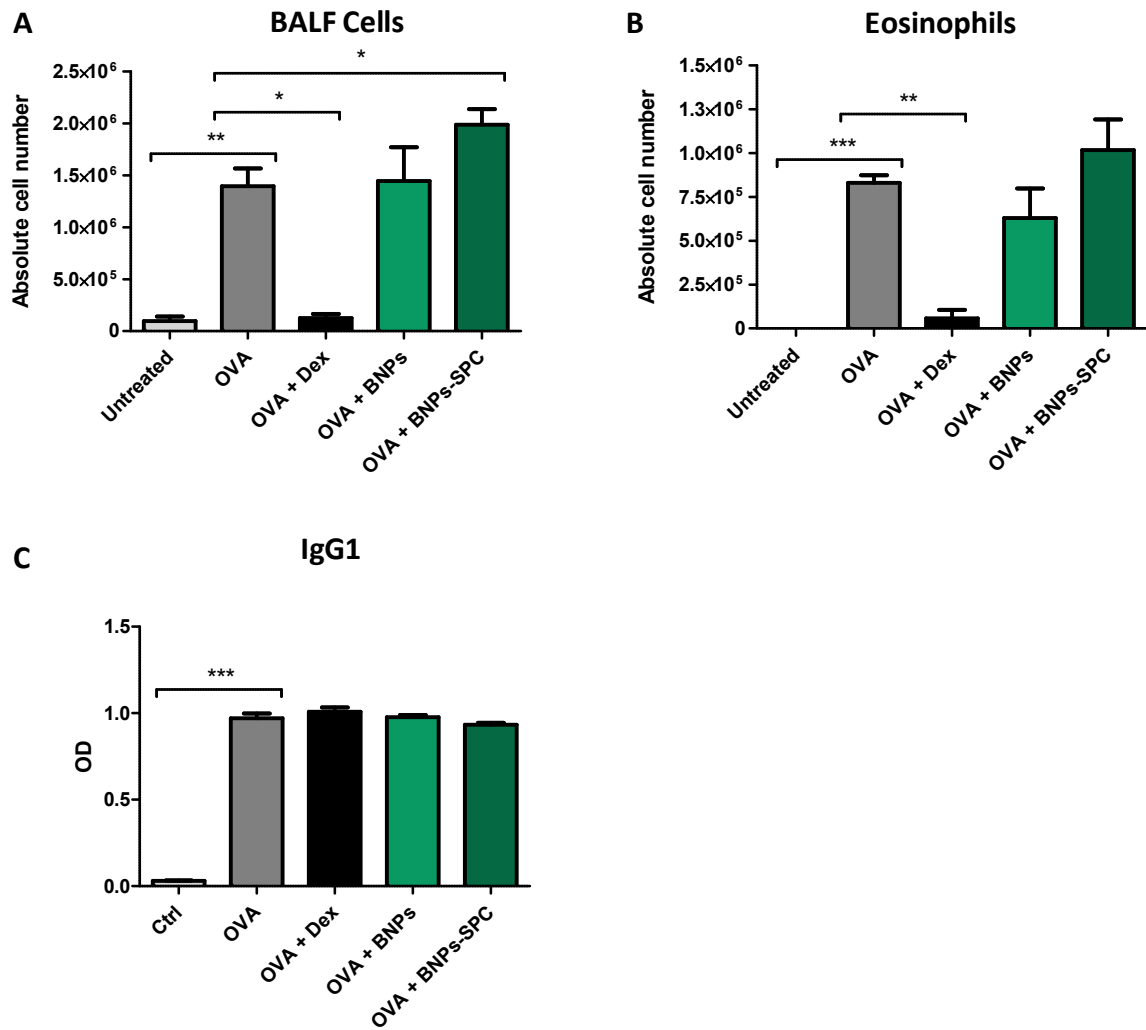 A
BALF Cells
Absolute cell number
2.5×10⁶
2.0×10⁶
1.5×10⁶
1.0×10⁶
5.0×10⁵
0
*
*
**
Untreated
OVA
OVA + Dex
OVA + BNPs
OVA + BNPs-SPC
B
Eosinophils
Absolute cell number
1.5×10⁶
1.3×10⁶
1.0×10⁶
7.5×10⁵
5.0×10⁵
2.5×10⁵
0
**
***
Untreated
OVA
OVA + Dex
OVA + BNPs
OVA + BNPs-SPC
C
IgG1
OD
1.5
1.0
0.5
0.0
***
Ctrl
OVA
OVA + Dex
OVA + BNPs
OVA + BNPs-SPC